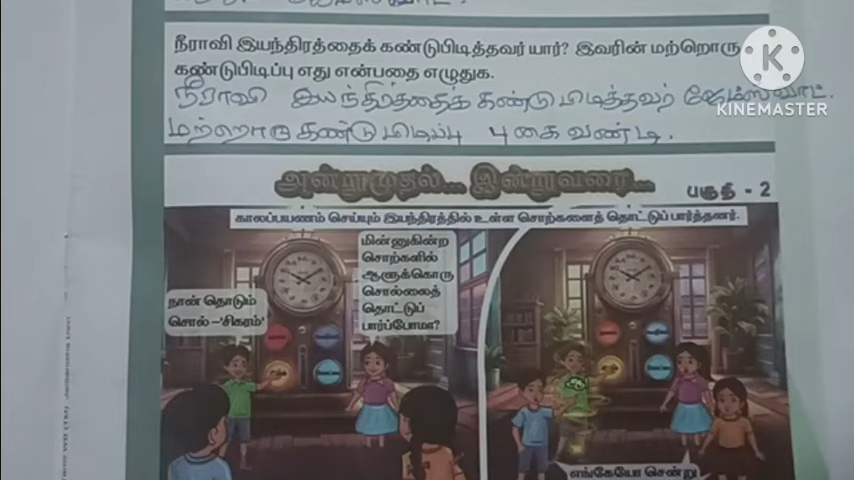 நீராவி இயந்திரத்தைக் கண்டுபிடித்தவர் யார்? இவரின் மற்றொரு
கண்டுபிடிப்பு எது என்பதை எழுதுக.
நீராவி இயந்திரத்தைக் கண்டுபிடித்தவர் ஜேம்ஸ்வாட்.
மற்றொரு கண்டுபிடிப்பு புகை வண்டி.
KINEMASTER
அன்றுமுதல்... இன்றுவரை...
பகுதி - 2
காலப்பயணம் செய்யும் இயந்திரத்தில் உள்ள சொற்களைத் தொட்டுப் பார்த்தனர்.
மின்னுகின்ற
சொற்களில்
ஆளுக்கொரு
சொல்லைத்
தொட்டுப்
பார்ப்போமா?
நான் தொடும்
சொல் –'சிகரம்'
எங்கேயோ சென்று